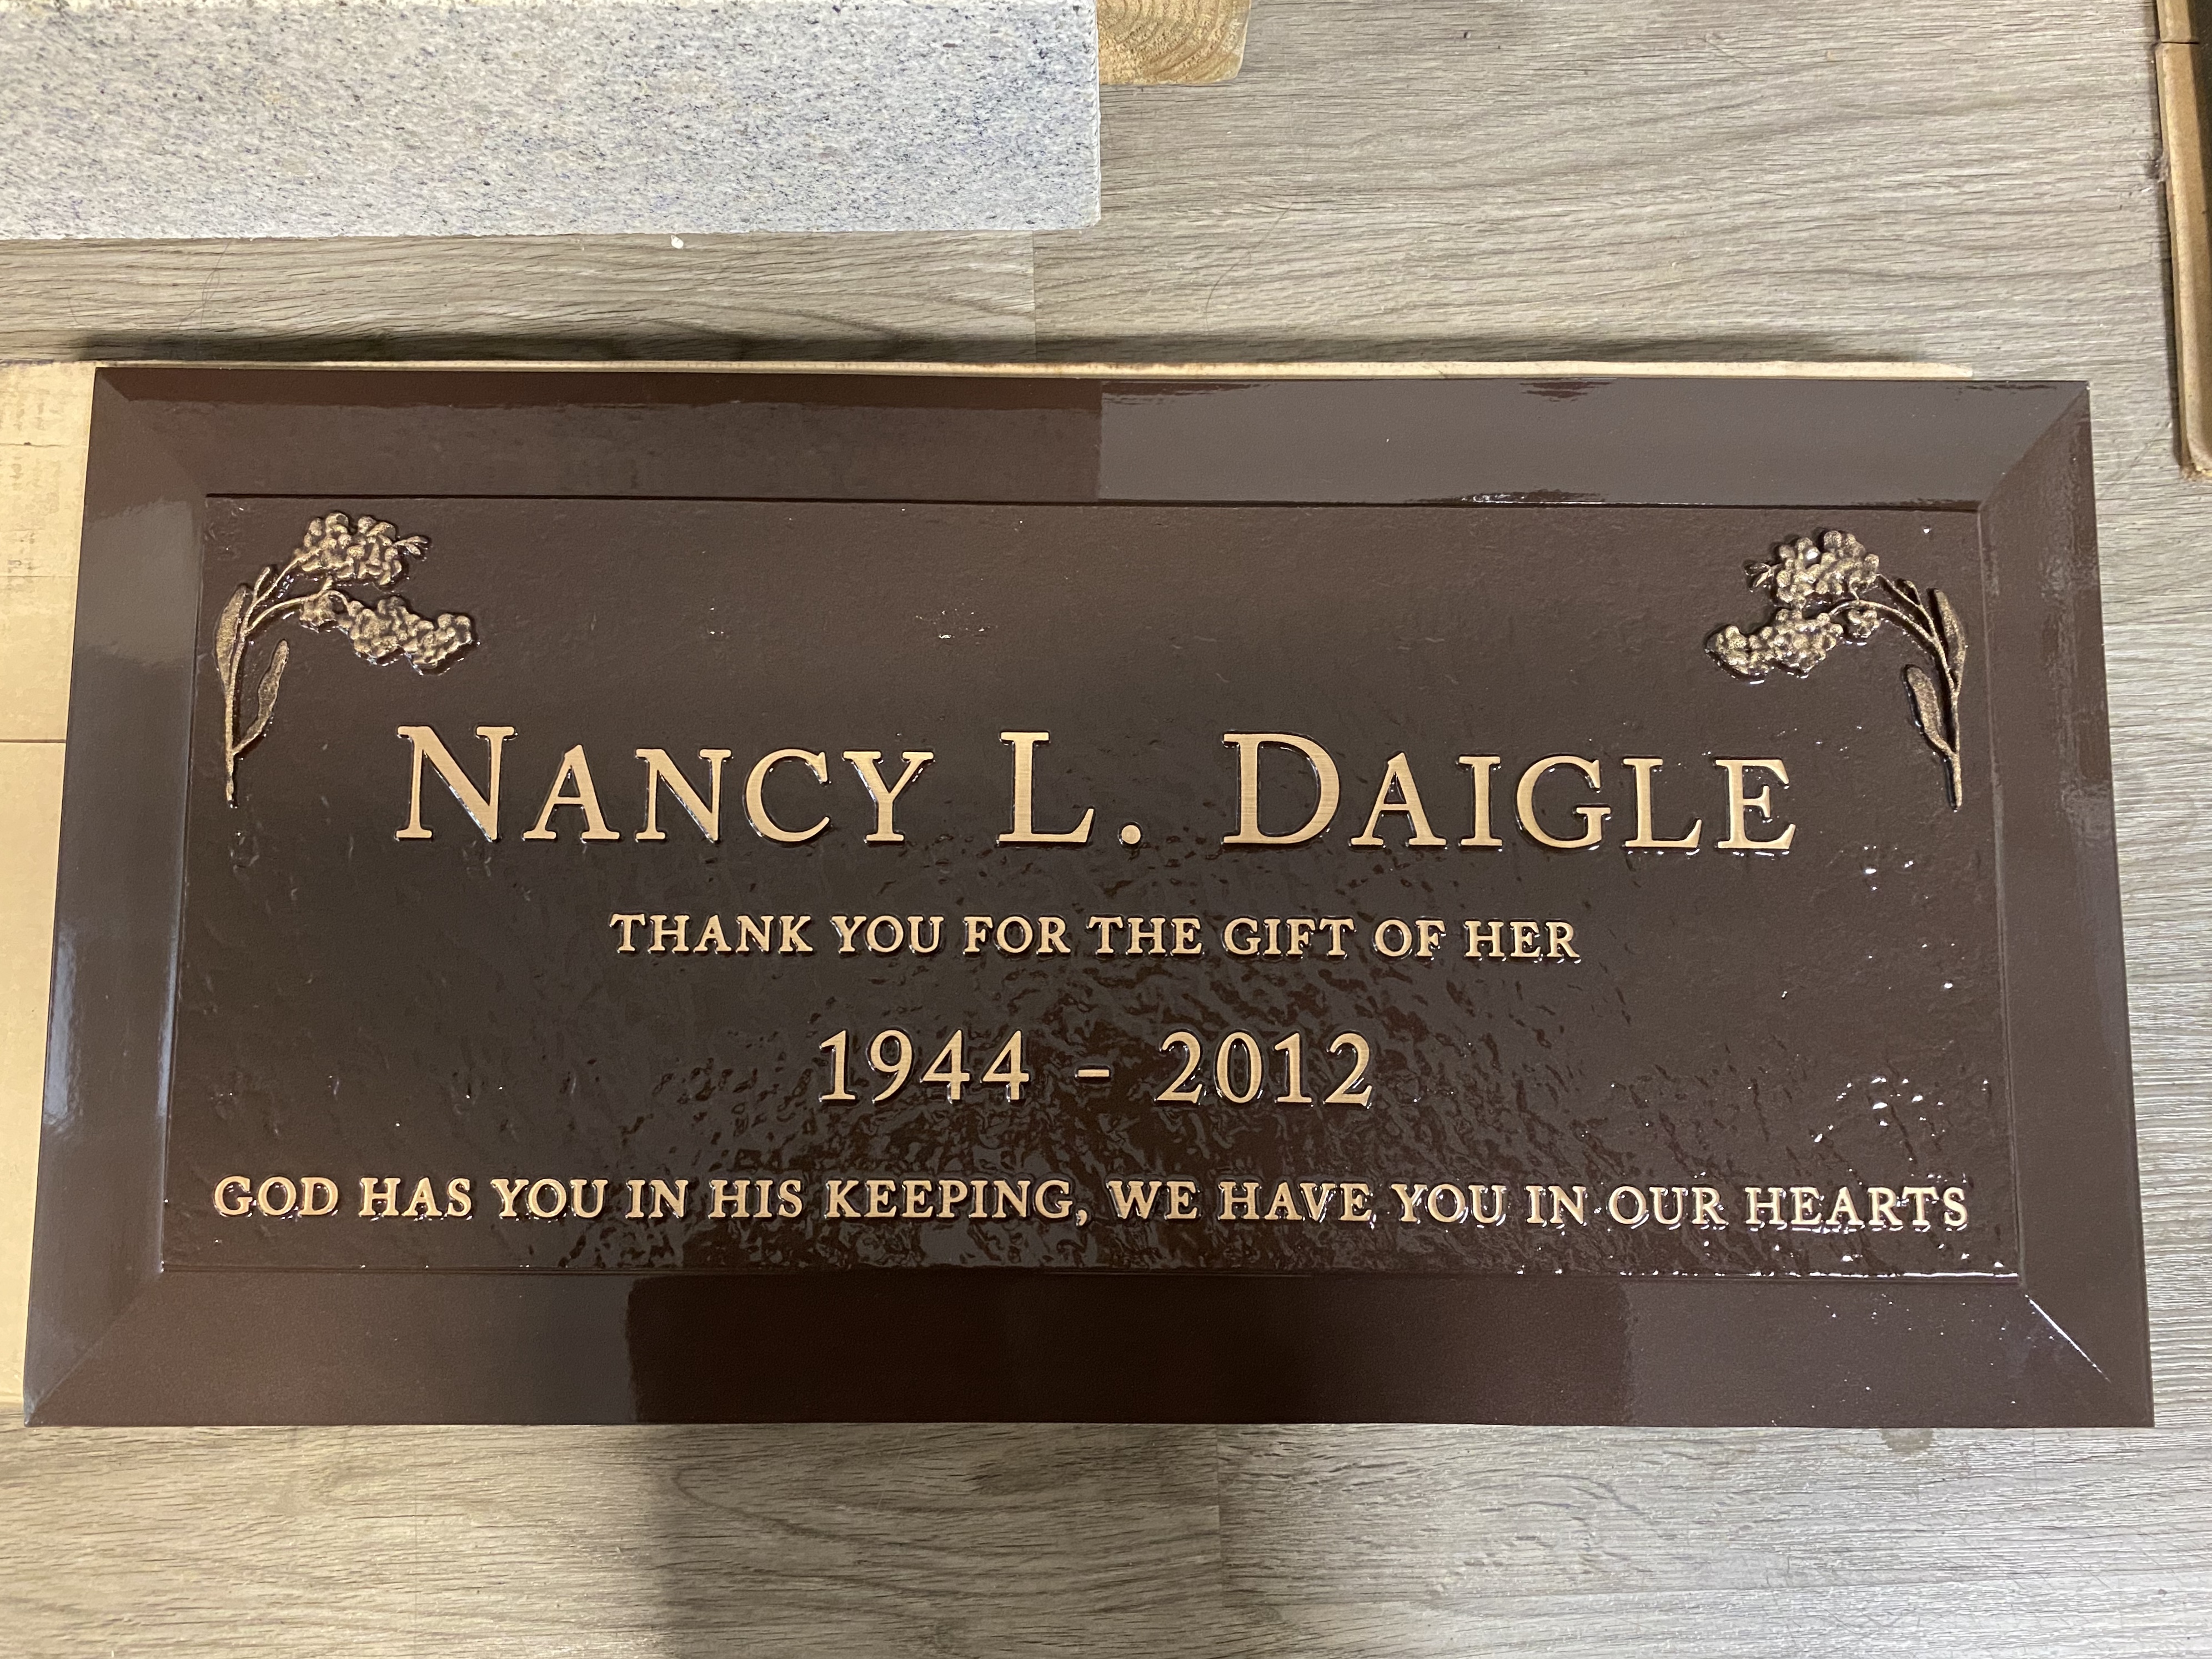 NANCY L. DAIGLE
THANK YOU FOR THE GIFT OF HER
1944 - 2012
GOD HAS YOU IN HIS KEEPING, WE HAVE YOU IN OUR HEARTS